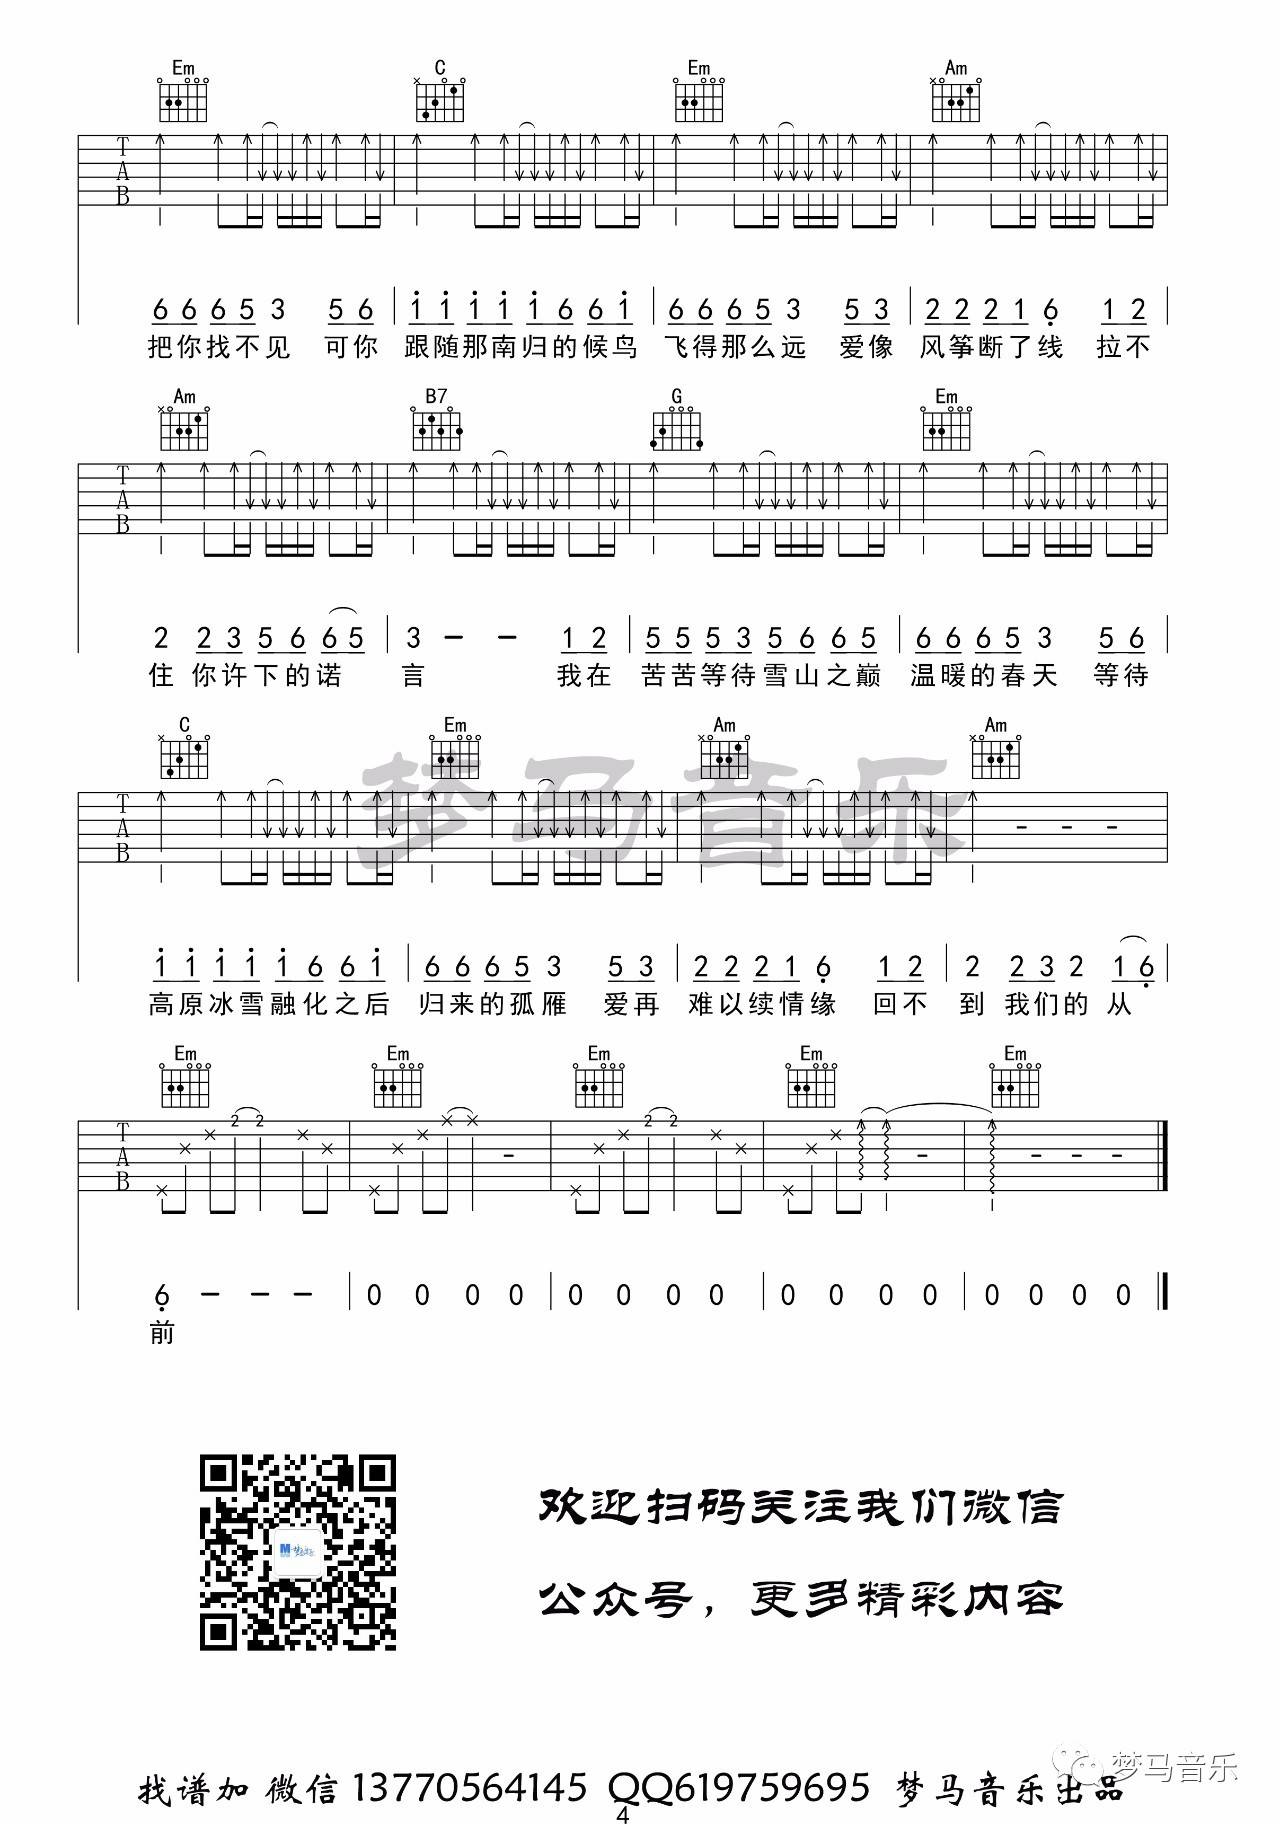 Em C Em Am
T
A
B
6 6 6 5 3 5 6 1 1 1 1 1 6 6 1 6 6 6 5 3 5 3 2 2 2 1 6 1 2
把你找不见 可你 跟随那南归的候鸟 飞得那么远 爱像 风筝断了线 拉不
Am B7 G Em
T
A
B
2 2 3 5 6 6 5 3 – – 1 2 5 5 5 3 5 6 6 5 6 6 6 5 3 5 6
住 你许下的诺 言 我在 苦苦等待雪山之巅 温暖的春天 等待
C Em Am Am
梦马音乐
T
A
B
1 1 1 1 1 6 6 1 6 6 6 5 3 5 3 2 2 2 1 6 1 2 2 2 3 2 1 6
高原冰雪融化之后 归来的孤雁 爱再 难以续情缘 回不 到 我们的 从
Em Em Em Em Em
2 2 2 2
T
A
B
6 – – – 0 0 0 0 0 0 0 0 0 0 0 0 0 0 0 0
前
欢迎扫码关注我们微信
公众号，更多精彩内容
M 梦马音乐
梦马音乐
找谱加 微信 13770564145 QQ619759695 梦马音乐出品
4